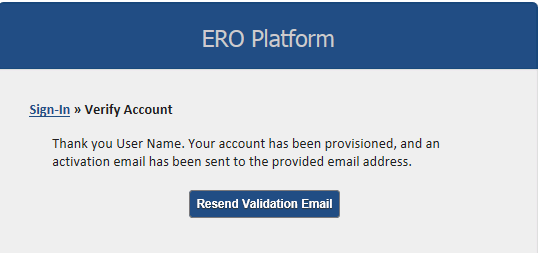 ERO Platform
Sign-In » Verify Account
Thank you User Name. Your account has been provisioned, and an
activation email has been sent to the provided email address.
Resend Validation Email